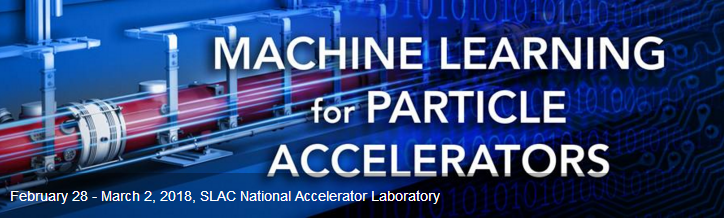 MACHINE LEARNING
for PARTICLE
ACCELERATORS
February 28 - March 2, 2018, SLAC National Accelerator Laboratory